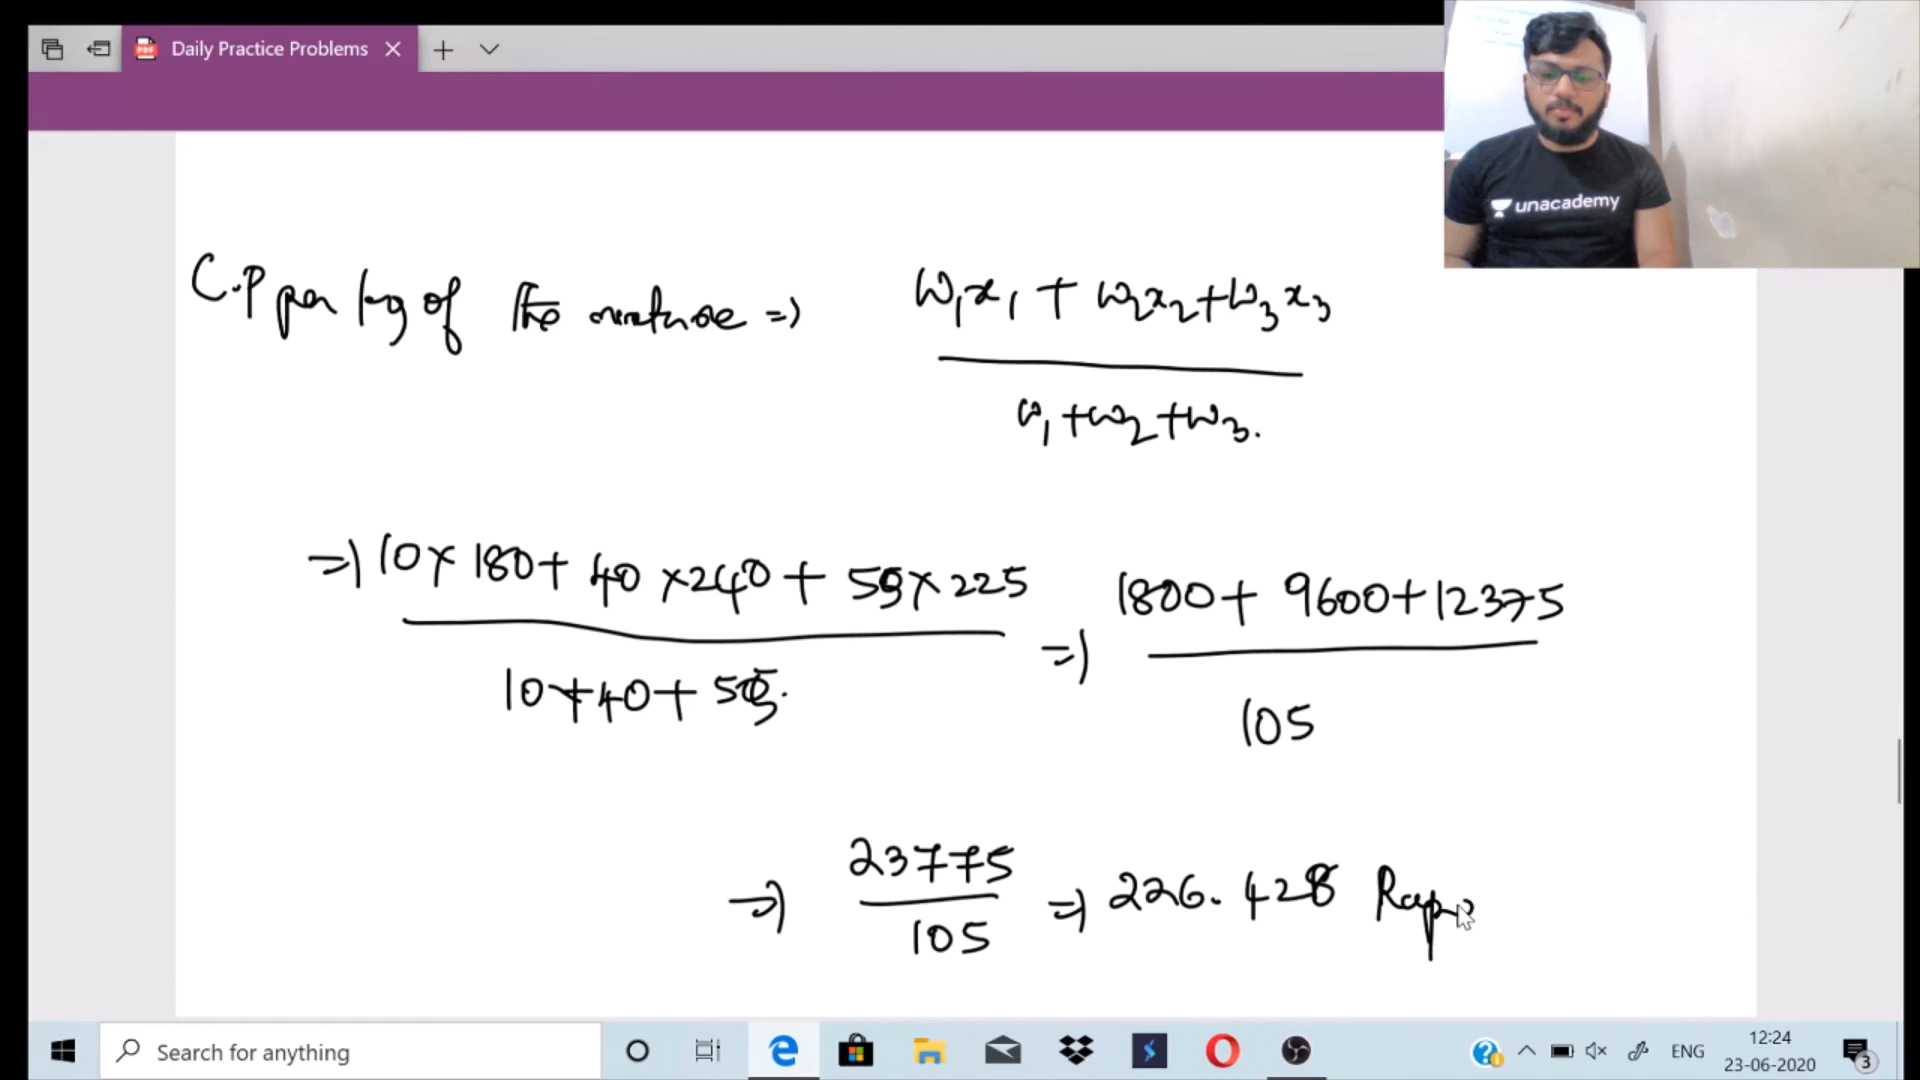 Daily Practice Problems
unacademy
C.P per kg of the mixture => w₁x₁ + w₂x₂ + w₃x₃
w₁ + w₂ + w₃.
=> 10 x 180 + 40 x 240 + 55 x 225 => 1800 + 9600 + 12375
10 + 40 + 55. 105
=> 23775 => 226.428
105
Search for anything
ENG
12:24
23-06-2020
3